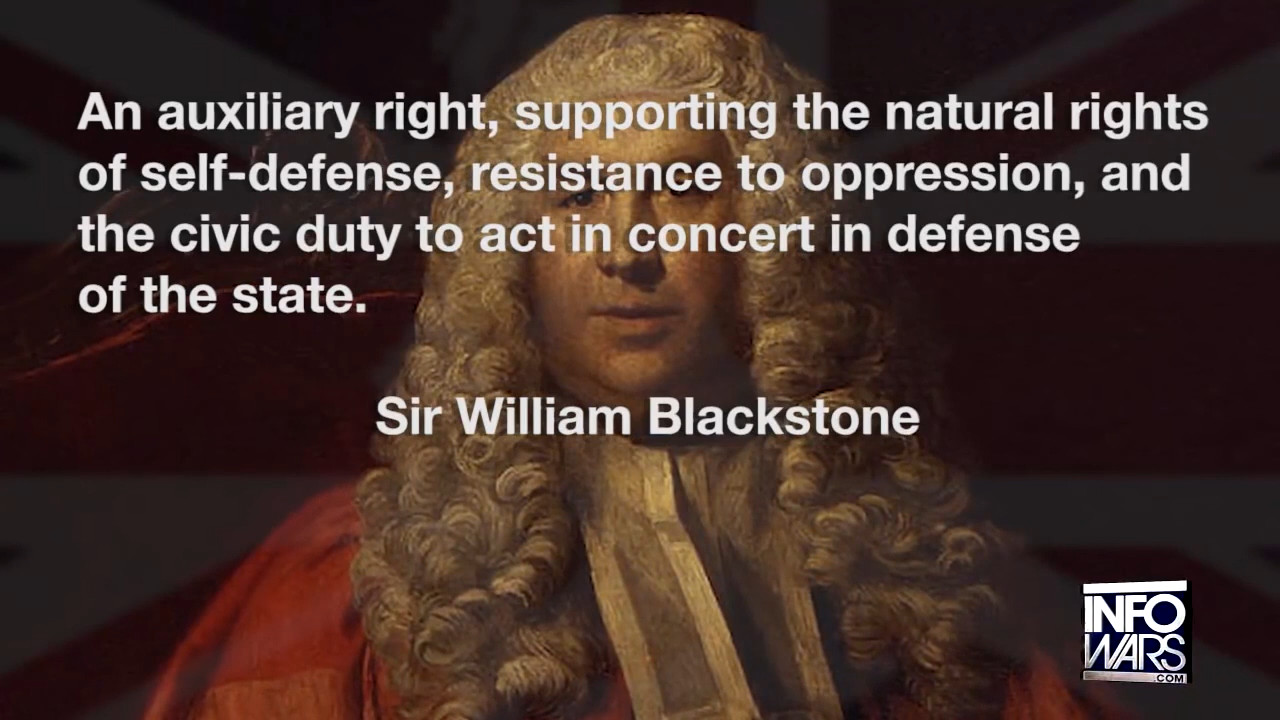 An auxiliary right, supporting the natural rights
of self-defense, resistance to oppression, and
the civic duty to act in concert in defense
of the state.
Sir William Blackstone
INFO
WARS
.COM